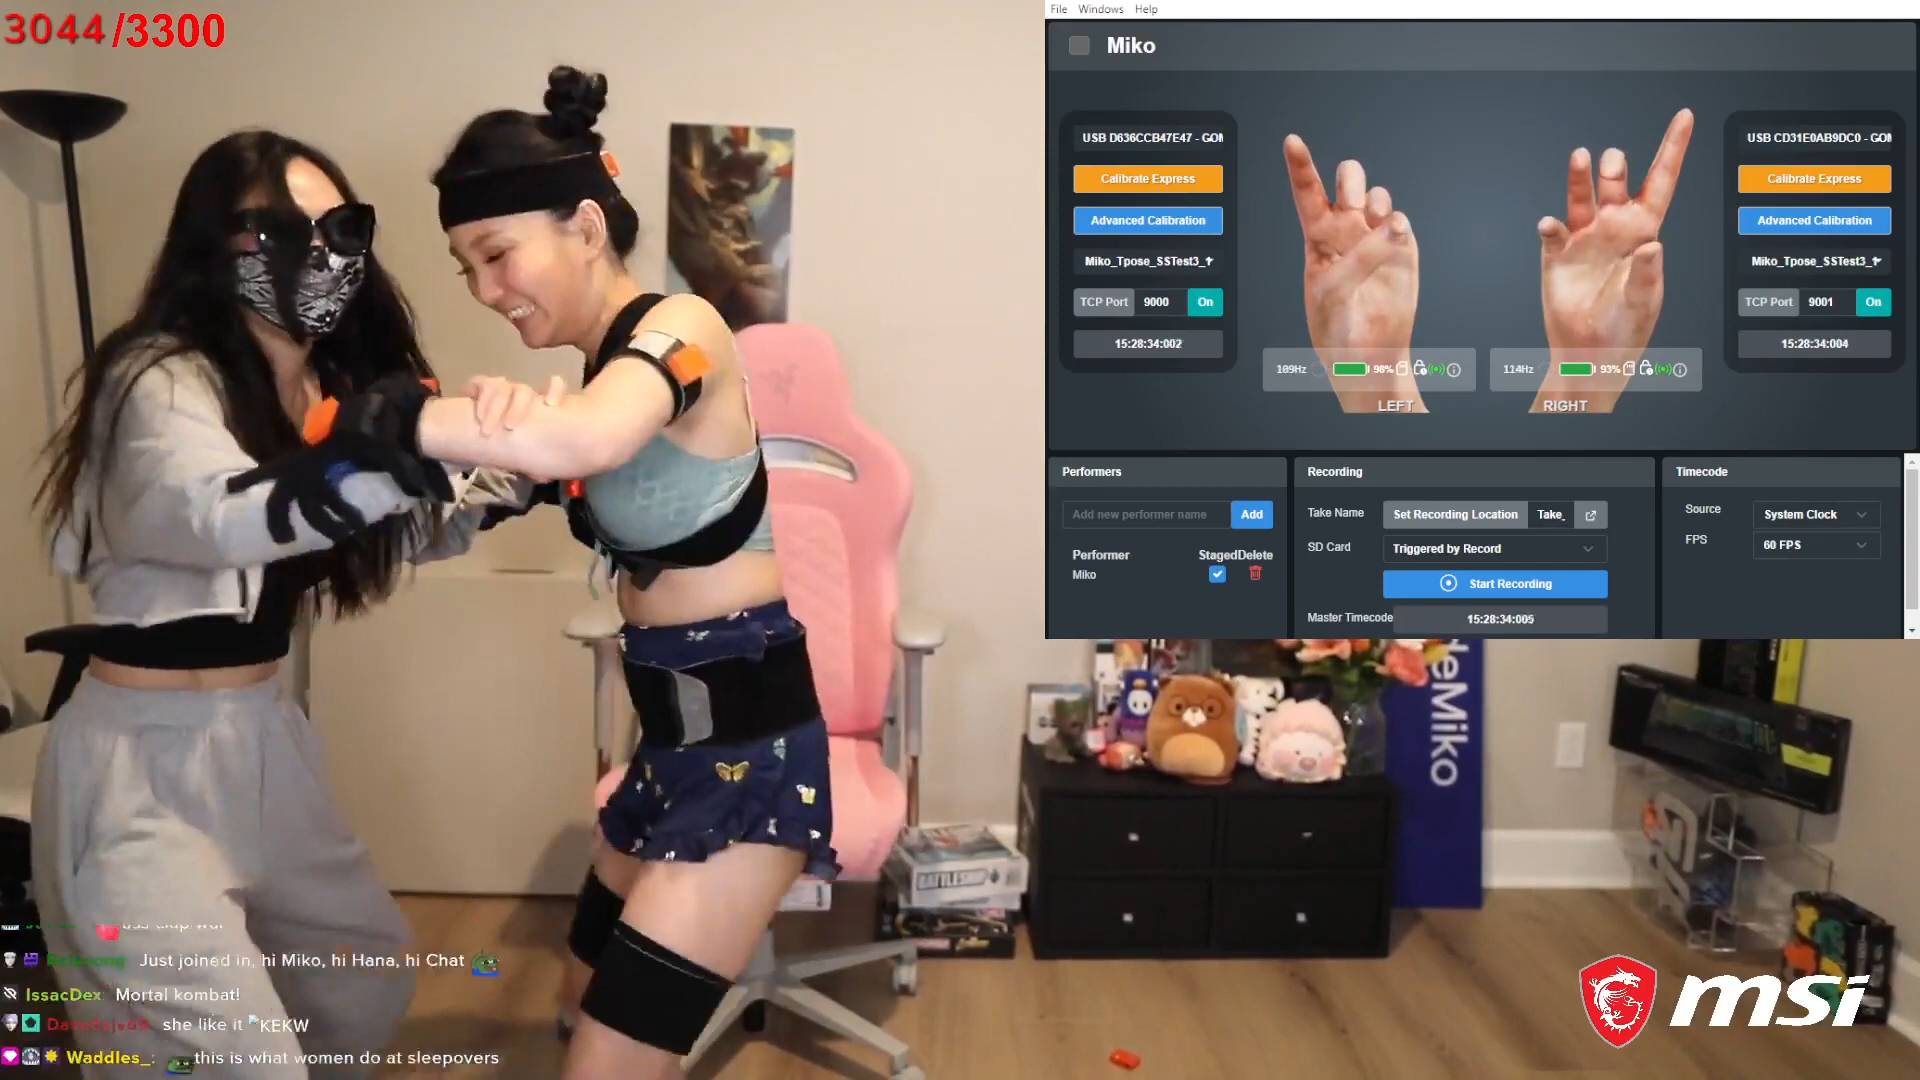 3044/3300
File Windows Help
Miko
USB D636CCB47E47 - GOM
Calibrate Express
Advanced Calibration
Miko_Tpose_SSTest3_
TCP Port 9000 On
15:28:34:002
109Hz 98%
LEFT
114Hz 93%
RIGHT
USB CD31E0AB9DC0 - GOM
Calibrate Express
Advanced Calibration
Miko_Tpose_SSTest3_
TCP Port 9001 On
15:28:34:004
Performers
Add new performer name Add
Performer Staged Delete
Miko
Recording
Take Name Set Recording Location Take_
SD Card Triggered by Record
Start Recording
Master Timecode 15:28:34:005
Timecode
Source System Clock
FPS 60 FPS
eMiko
Just joined in, hi Miko, hi Hana, hi Chat
IssacDex Mortal kombat!
she like it KEKW
Waddles_: this is what women do at sleepovers
msi